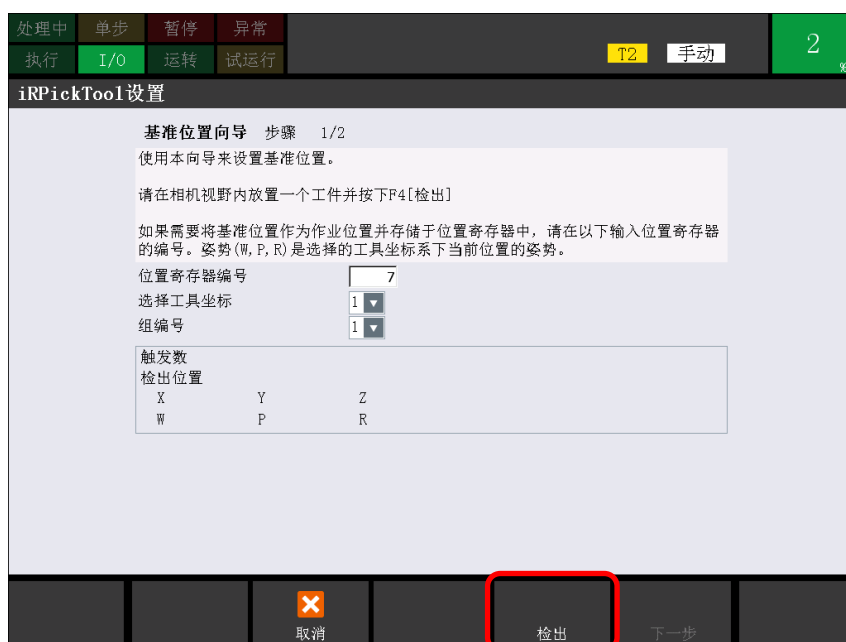 处理中 单步 暂停 异常
执行 I/O 运转 试运行 T2 手动 2 %
iRPickTool设置
基准位置向导 步骤 1/2
使用本向导来设置基准位置。
请在相机视野内放置一个工件并按下F4[检出]
如果需要将基准位置作为作业位置并存储于位置寄存器中，请在以下输入位置寄存器
的编号。姿势(W,P,R)是选择的工具坐标系下当前位置的姿势。
位置寄存器编号 7
选择工具坐标 1
组编号 1
触发数
检出位置
X Y Z
W P R
取消 检出 下一步